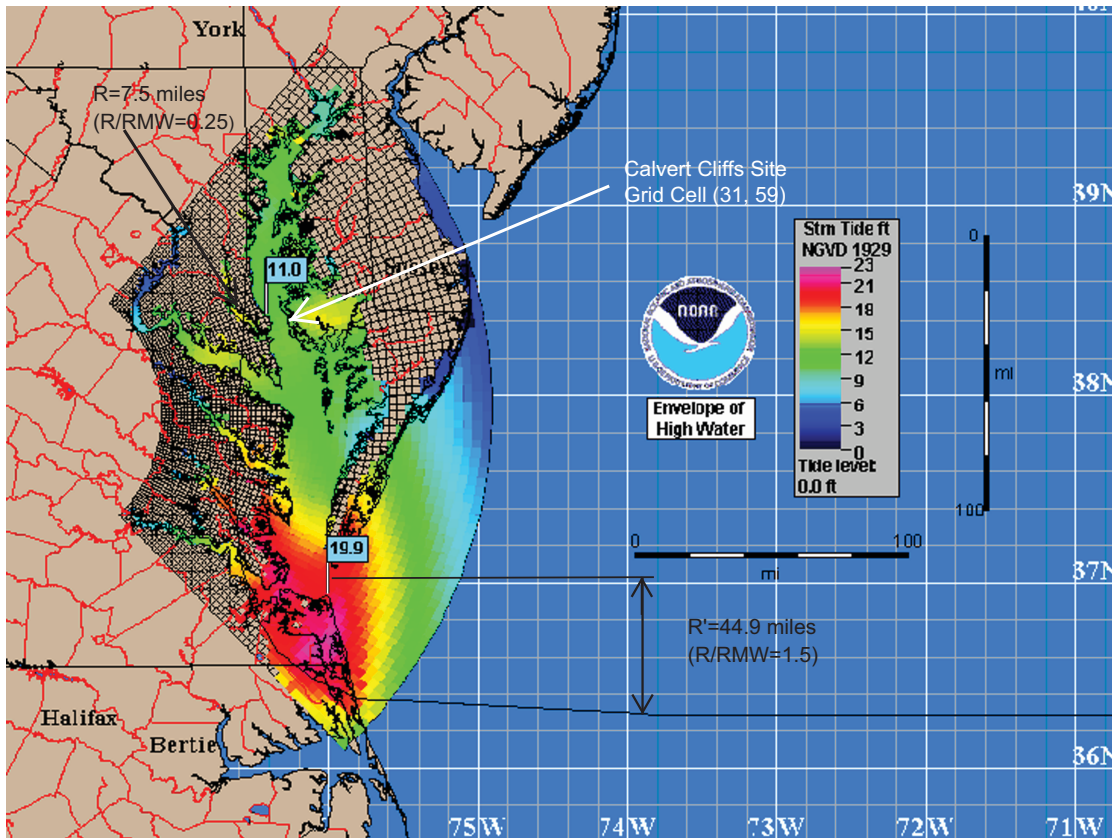 York
R=7.5 miles
(R/RMW=0.25)
Calvert Cliffs Site
Grid Cell (31, 59)
39N
Stm Tide ft
NGVD 1929
23
21
18
15
12
9
6
3
0
Tide level:
0.0 ft
0
mi
100
11.0
NOAA
Envelope of
High Water
38N
19.9
0
100
mi
37N
R'=44.9 miles
(R/RMW=1.5)
Halifax
Bertie
36N
75W
74W
73W
72W
71W